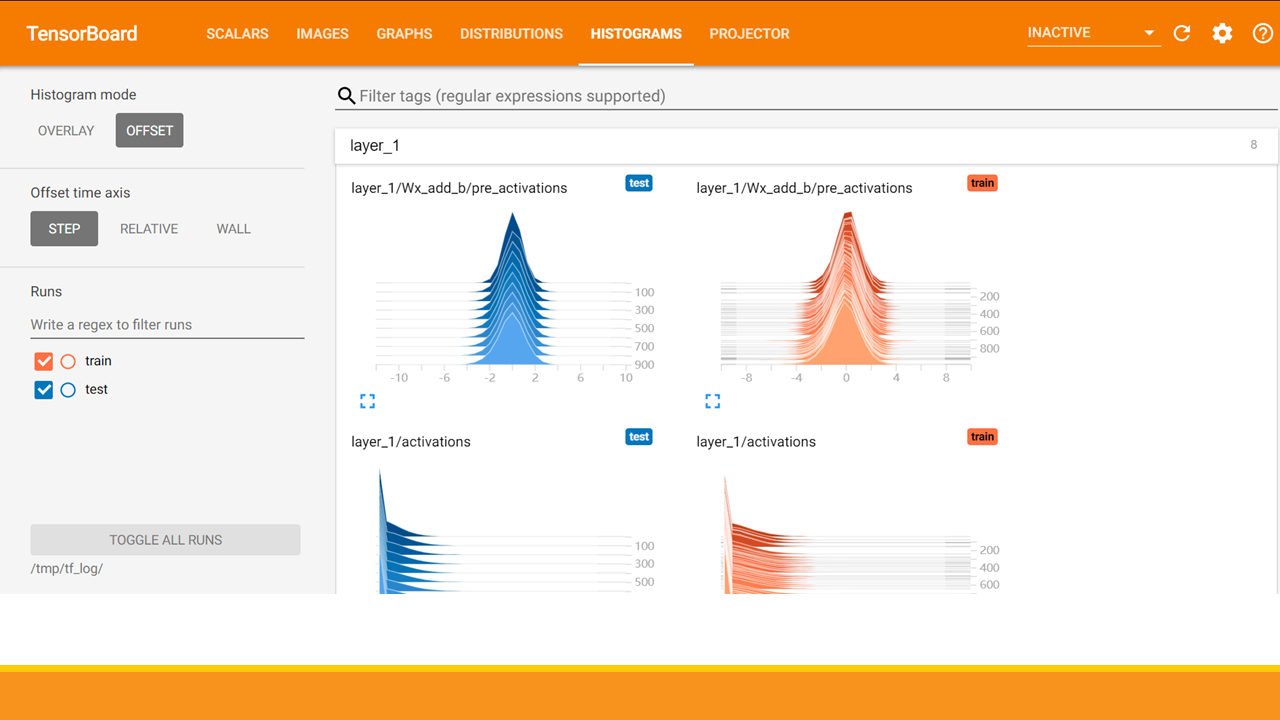 TensorBoard SCALARS IMAGES GRAPHS DISTRIBUTIONS HISTOGRAMS PROJECTOR INACTIVE
Histogram mode
OVERLAY OFFSET
Offset time axis
STEP RELATIVE WALL
Runs
Write a regex to filter runs
train
test
TOGGLE ALL RUNS
/tmp/tf_log/
Filter tags (regular expressions supported)
layer_1 8
layer_1/Wx_add_b/pre_activations test
100
300
500
700
900
-10 -6 -2 2 6 10
layer_1/Wx_add_b/pre_activations train
200
400
600
800
-8 -4 0 4 8
layer_1/activations test
100
300
500
layer_1/activations train
200
400
600